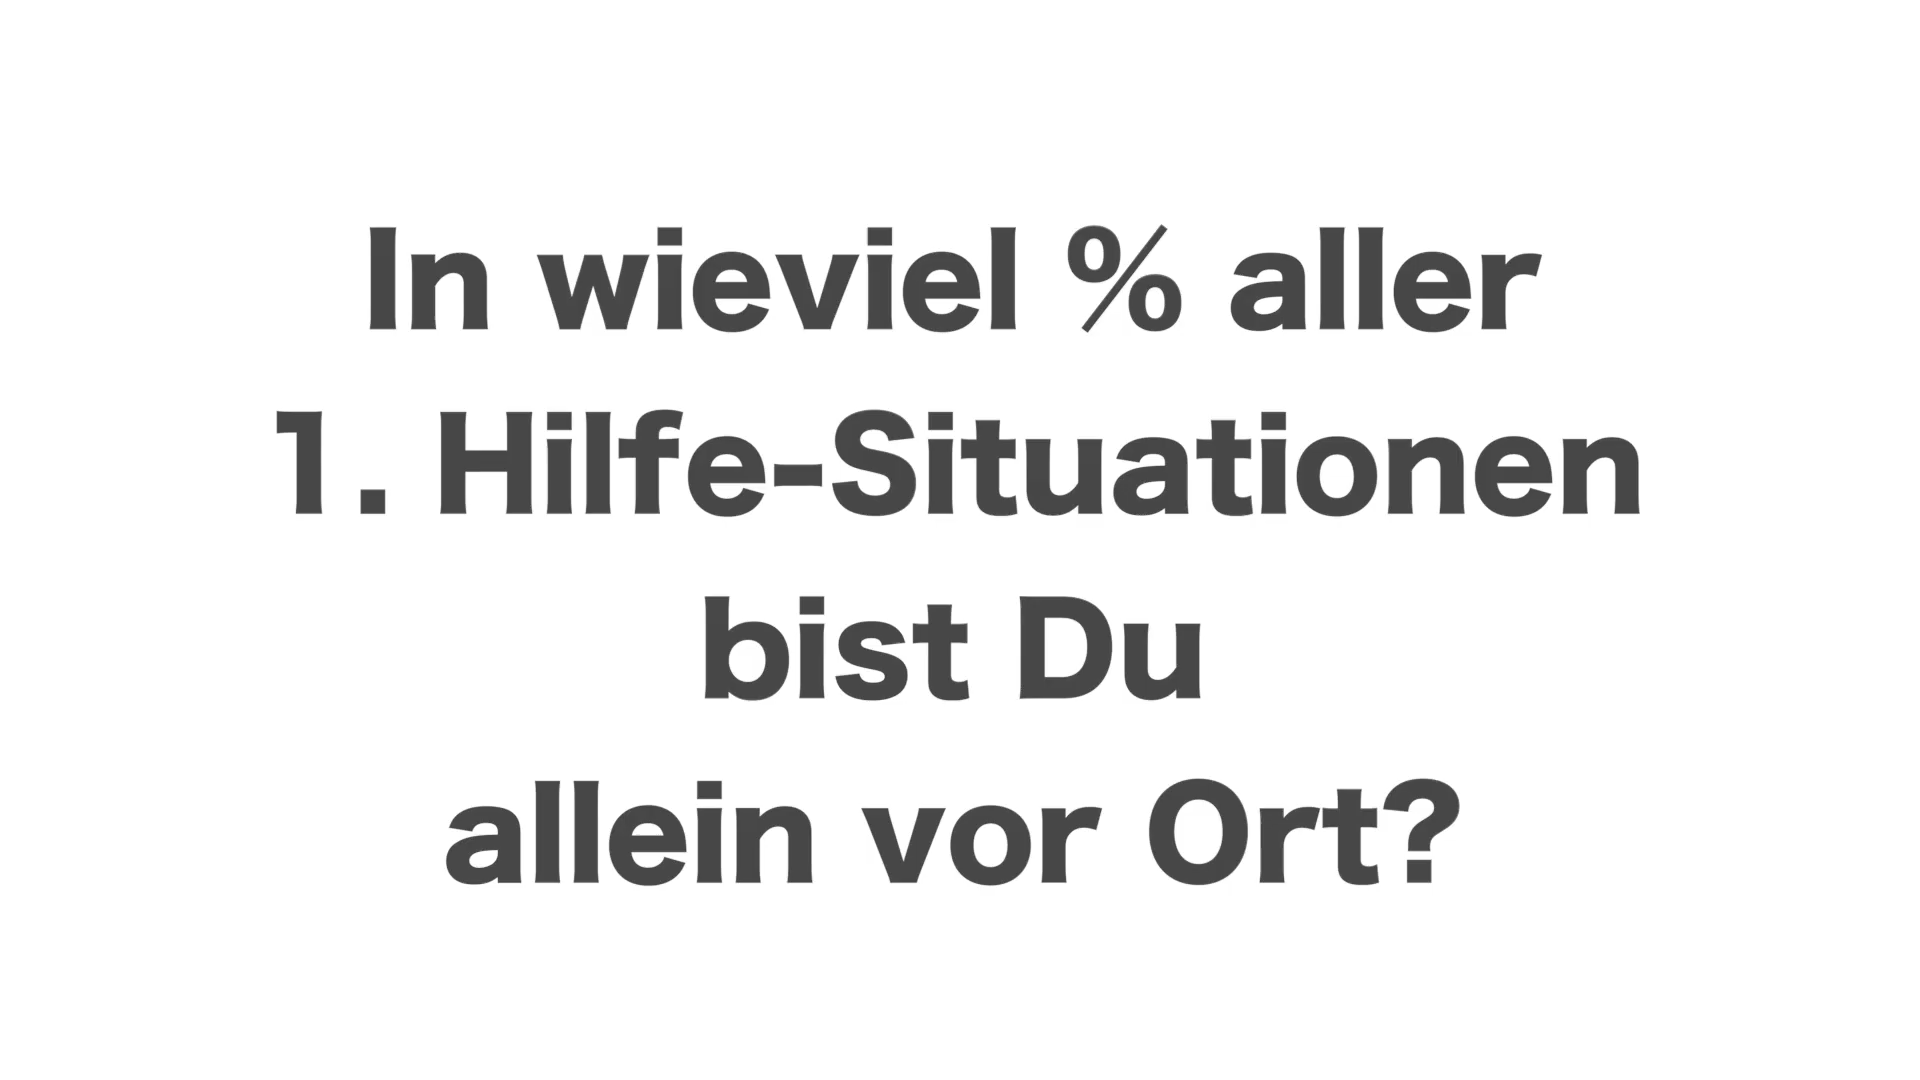 In wieviel % aller
1. Hilfe-Situationen
bist Du
allein vor Ort?